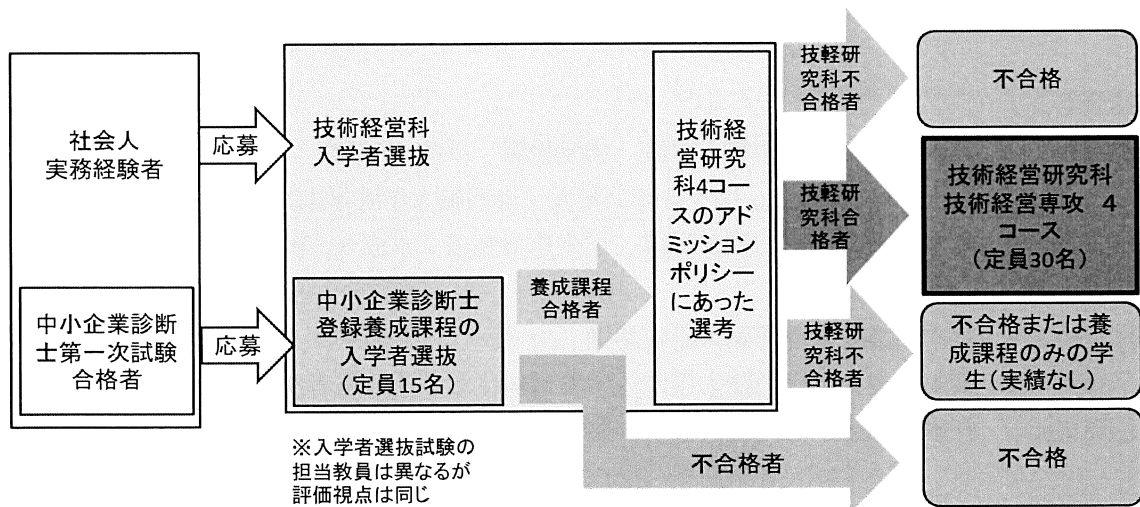 社会人
実務経験者
中小企業診断
士第一次試験
合格者
応募
応募
技術経営科
入学者選抜
中小企業診断士
登録養成課程の
入学者選抜
（定員15名）
※入学者選抜試験の
担当教員は異なるが
評価視点は同じ
養成課程
合格者
技術経
営研究
科4コー
スのアド
ミッション
ポリシー
にあった
選考
技軽研
究科不
合格者
技軽研
究科合
格者
技軽研
究科不
合格者
不合格者
不合格
技術経営研究科
技術経営専攻　4
コース
（定員30名）
不合格または養
成課程のみの学
生（実績なし）
不合格